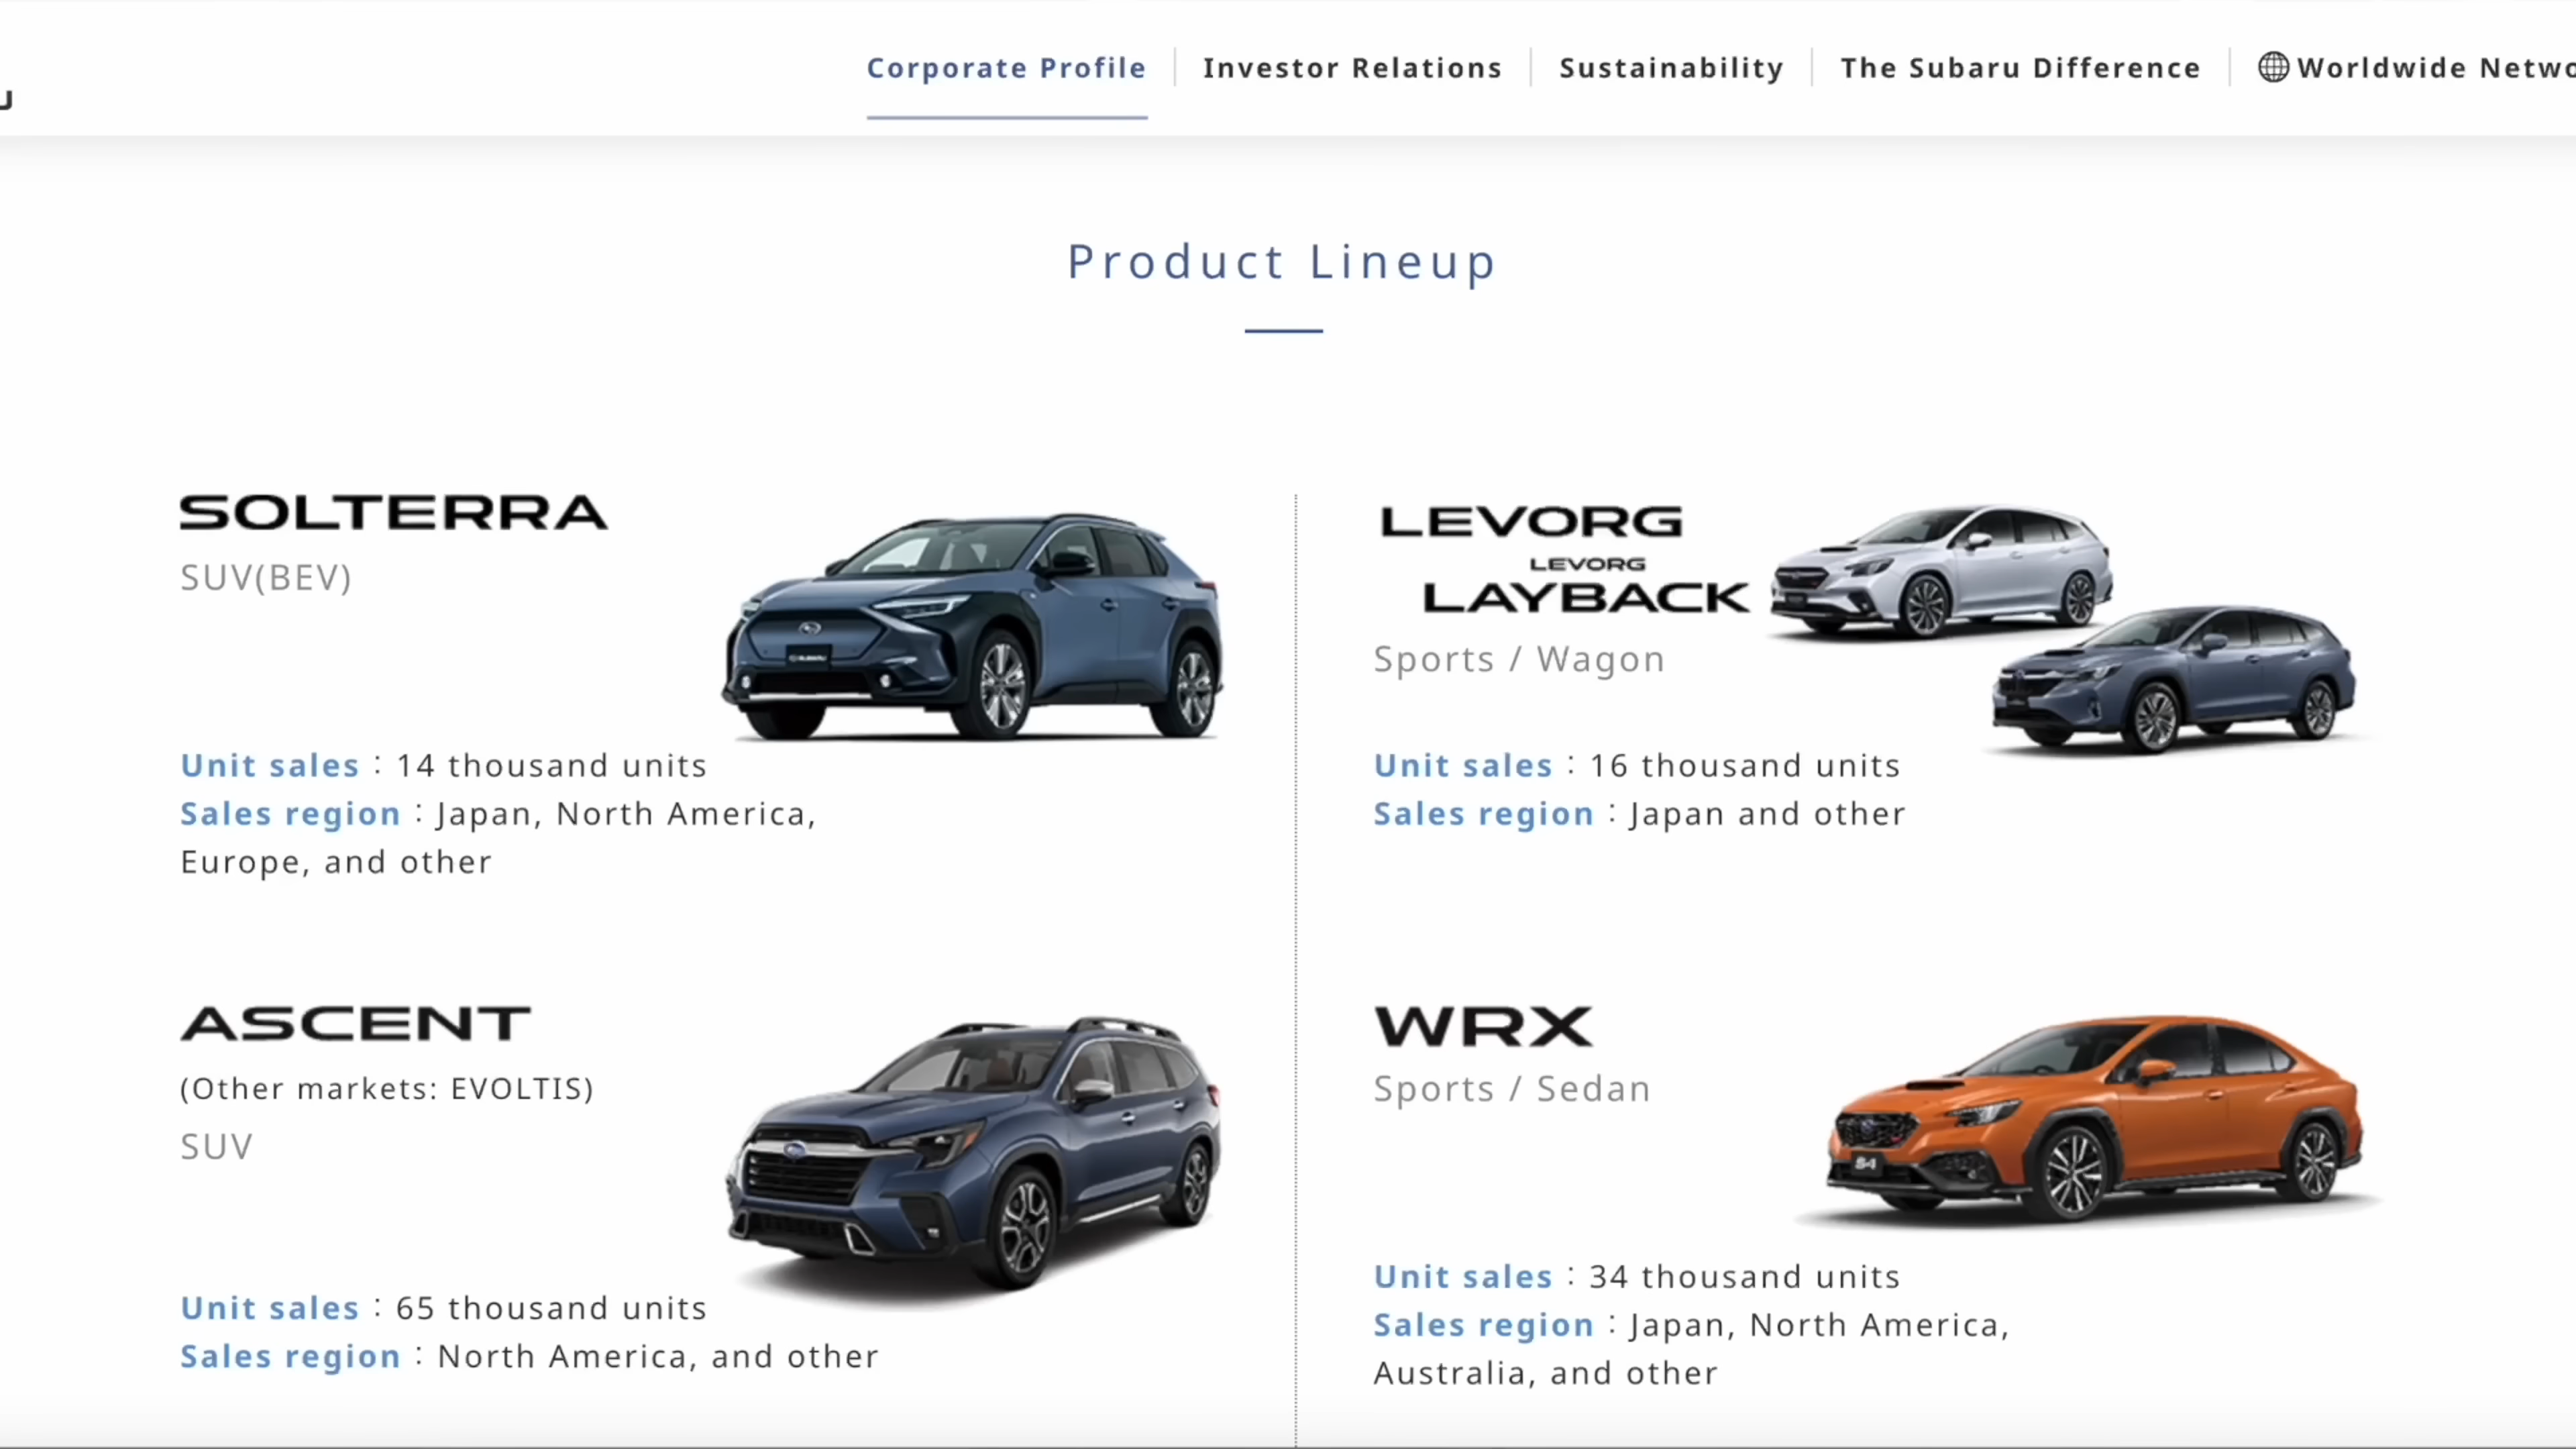 Corporate Profile
Investor Relations
Sustainability
The Subaru Difference
Worldwide
Product Lineup
SOLTERRA
SUV(BEV)
Unit sales：14 thousand units
Sales region：Japan, North America,
Europe, and other
LEVORG
LEVORG
LAYBACK
Sports / Wagon
Unit sales：16 thousand units
Sales region：Japan and other
ASCENT
(Other markets: EVOLTIS)
SUV
Unit sales：65 thousand units
Sales region：North America, and other
WRX
Sports / Sedan
S4
Unit sales：34 thousand units
Sales region：Japan, North America,
Australia, and other